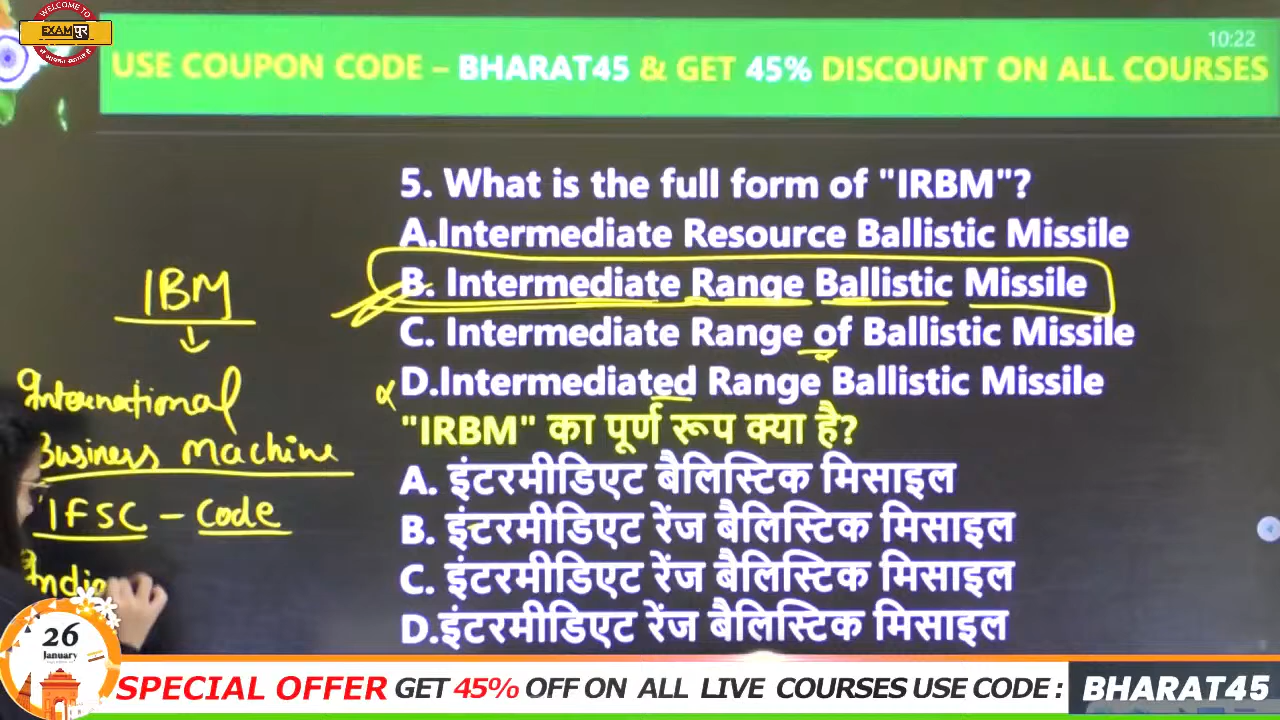 WELCOME TO
EXAMपुर
10:22
USE COUPON CODE – BHARAT45 & GET 45% DISCOUNT ON ALL COURSES
5. What is the full form of "IRBM"?
A.Intermediate Resource Ballistic Missile
B. Intermediate Range Ballistic Missile
C. Intermediate Range of Ballistic Missile
D.Intermediated Range Ballistic Missile
"IRBM" का पूर्ण रूप क्या है?
A. इंटरमीडिएट बैलिस्टिक मिसाइल
B. इंटरमीडिएट रेंज बैलिस्टिक मिसाइल
C. इंटरमीडिएट रेंज बैलिस्टिक मिसाइल
D.इंटरमीडिएट रेंज बैलिस्टिक मिसाइल
IBM
International
Business Machine
IFSC – Code
India
26
January
SPECIAL OFFER GET 45% OFF ON ALL LIVE COURSES USE CODE : BHARAT45